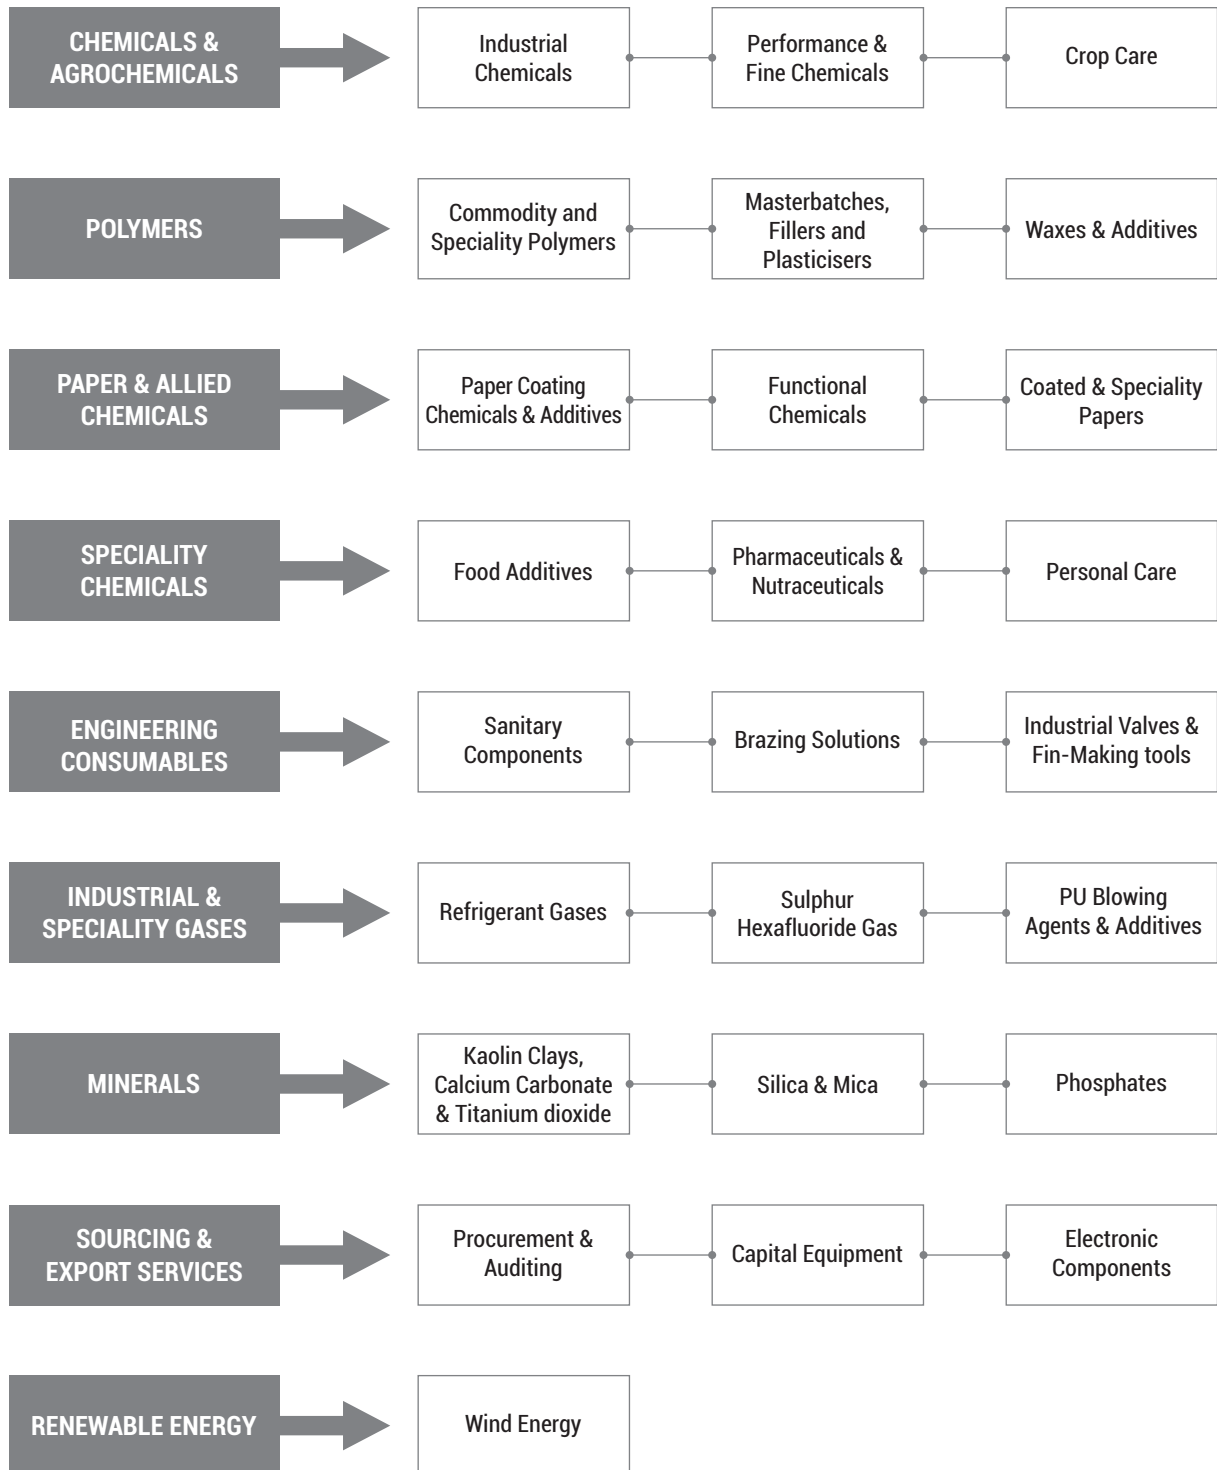 CHEMICALS &
AGROCHEMICALS
Industrial
Chemicals
Performance &
Fine Chemicals
Crop Care
POLYMERS
Commodity and
Speciality Polymers
Masterbatches,
Fillers and
Plasticisers
Waxes & Additives
PAPER & ALLIED
CHEMICALS
Paper Coating
Chemicals & Additives
Functional
Chemicals
Coated & Speciality
Papers
SPECIALITY
CHEMICALS
Food Additives
Pharmaceuticals &
Nutraceuticals
Personal Care
ENGINEERING
CONSUMABLES
Sanitary
Components
Brazing Solutions
Industrial Valves &
Fin-Making tools
INDUSTRIAL &
SPECIALITY GASES
Refrigerant Gases
Sulphur
Hexafluoride Gas
PU Blowing
Agents & Additives
MINERALS
Kaolin Clays,
Calcium Carbonate
& Titanium dioxide
Silica & Mica
Phosphates
SOURCING &
EXPORT SERVICES
Procurement &
Auditing
Capital Equipment
Electronic
Components
RENEWABLE ENERGY
Wind Energy